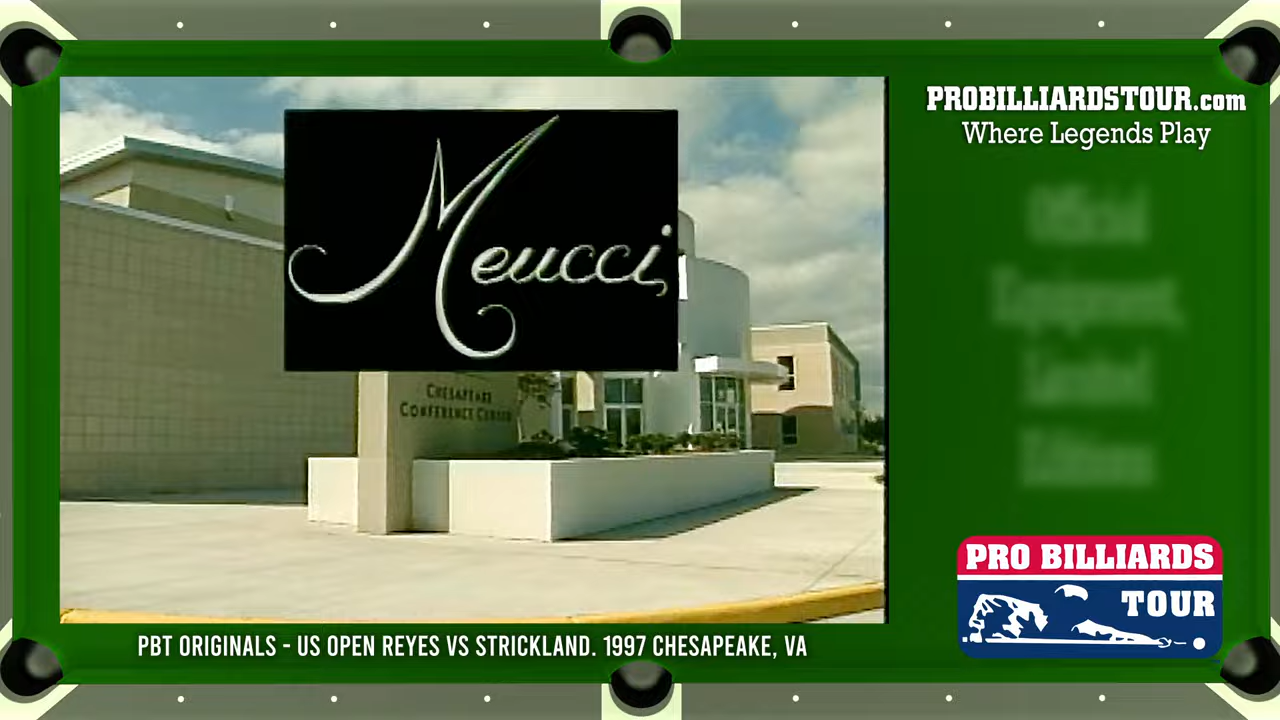 PROBILLIARDSTOUR.com
Where Legends Play
Meucci
CHESAPEAKE
CONFERENCE CENTER
PRO BILLIARDS
TOUR
PBT ORIGINALS - US OPEN REYES VS STRICKLAND. 1997 CHESAPEAKE, VA